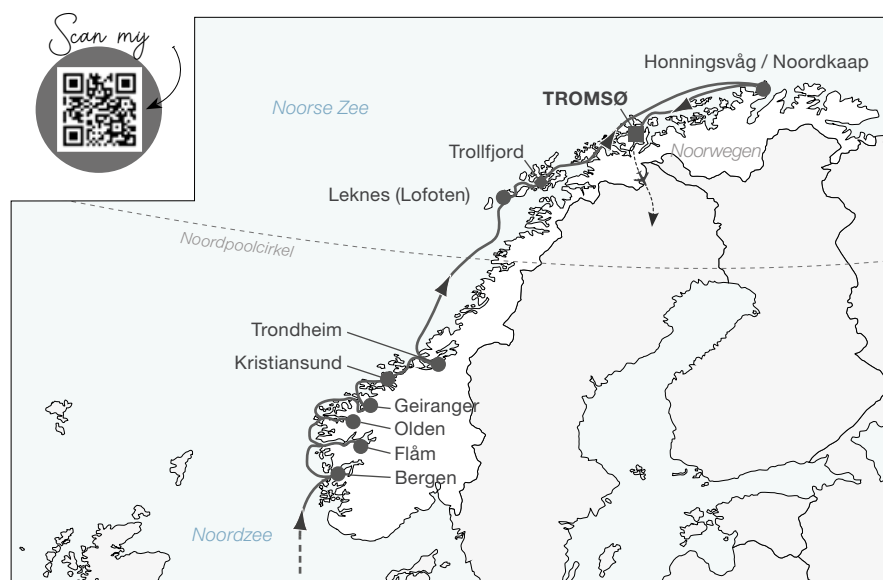 Scan my
Honningsvåg / Noordkaap
TROMSØ
Noorse Zee
Noorwegen
Trollfjord
Leknes (Lofoten)
Noordpoolcirkel
Trondheim
Kristiansund
Geiranger
Olden
Flåm
Bergen
Noordzee